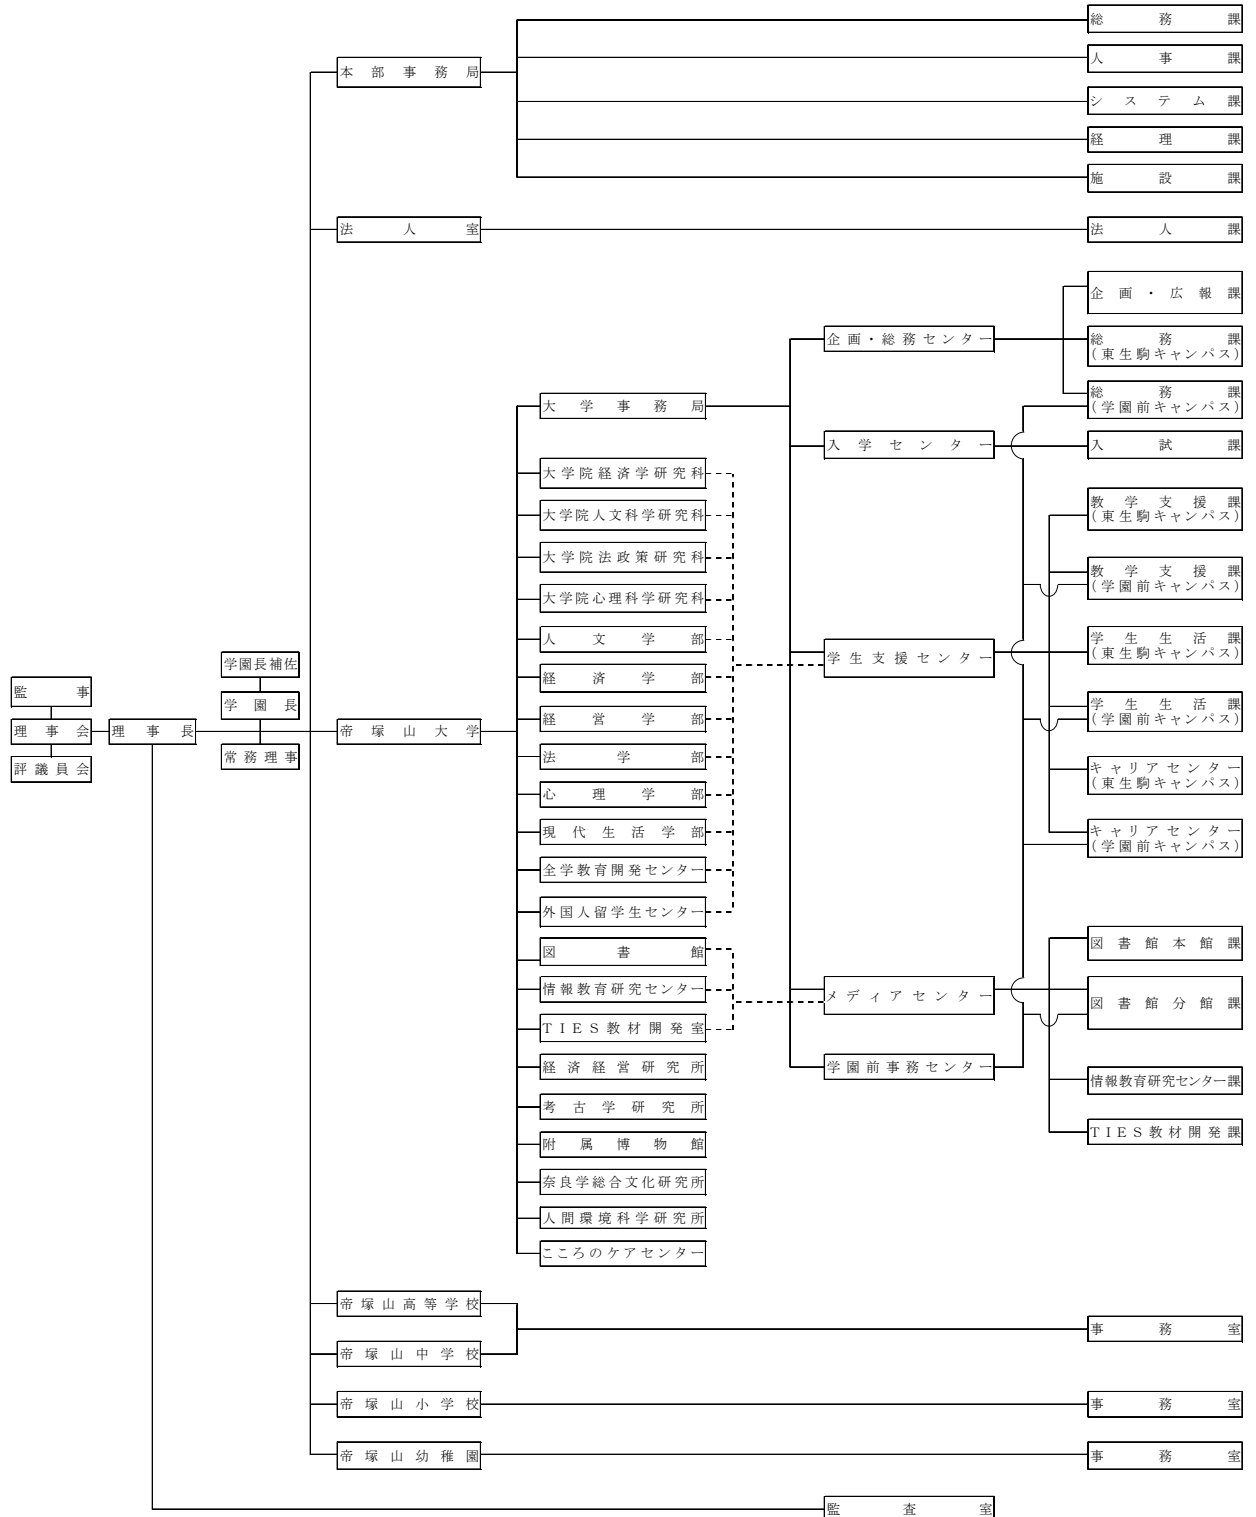 監事
理事会
評議員会
理事長
学園長補佐
学園長
常務理事
本部事務局
総務課
人事課
システム課
経理課
施設課
法人室
法人課
帝塚山大学
大学事務局
大学院経済学研究科
大学院人文科学研究科
大学院法政策研究科
大学院心理科学研究科
人文学部
経済学部
経営学部
法学部
心理学部
現代生活学部
全学教育開発センター
外国人留学生センター
図書館
情報教育研究センター
TIES教材開発室
経済経営研究所
考古学研究所
附属博物館
奈良学総合文化研究所
人間環境科学研究所
こころのケアセンター
企画・総務センター
入学センター
学生支援センター
メディアセンター
学園前事務センター
企画・広報課
総務課
(東生駒キャンパス)
総務課
(学園前キャンパス)
入試課
教学支援課
(東生駒キャンパス)
教学支援課
(学園前キャンパス)
学生生活課
(東生駒キャンパス)
学生生活課
(学園前キャンパス)
キャリアセンター
(東生駒キャンパス)
キャリアセンター
(学園前キャンパス)
図書館本館課
図書館分館課
情報教育研究センター課
TIES教材開発課
帝塚山高等学校
帝塚山中学校
事務室
帝塚山小学校
事務室
帝塚山幼稚園
事務室
監査室